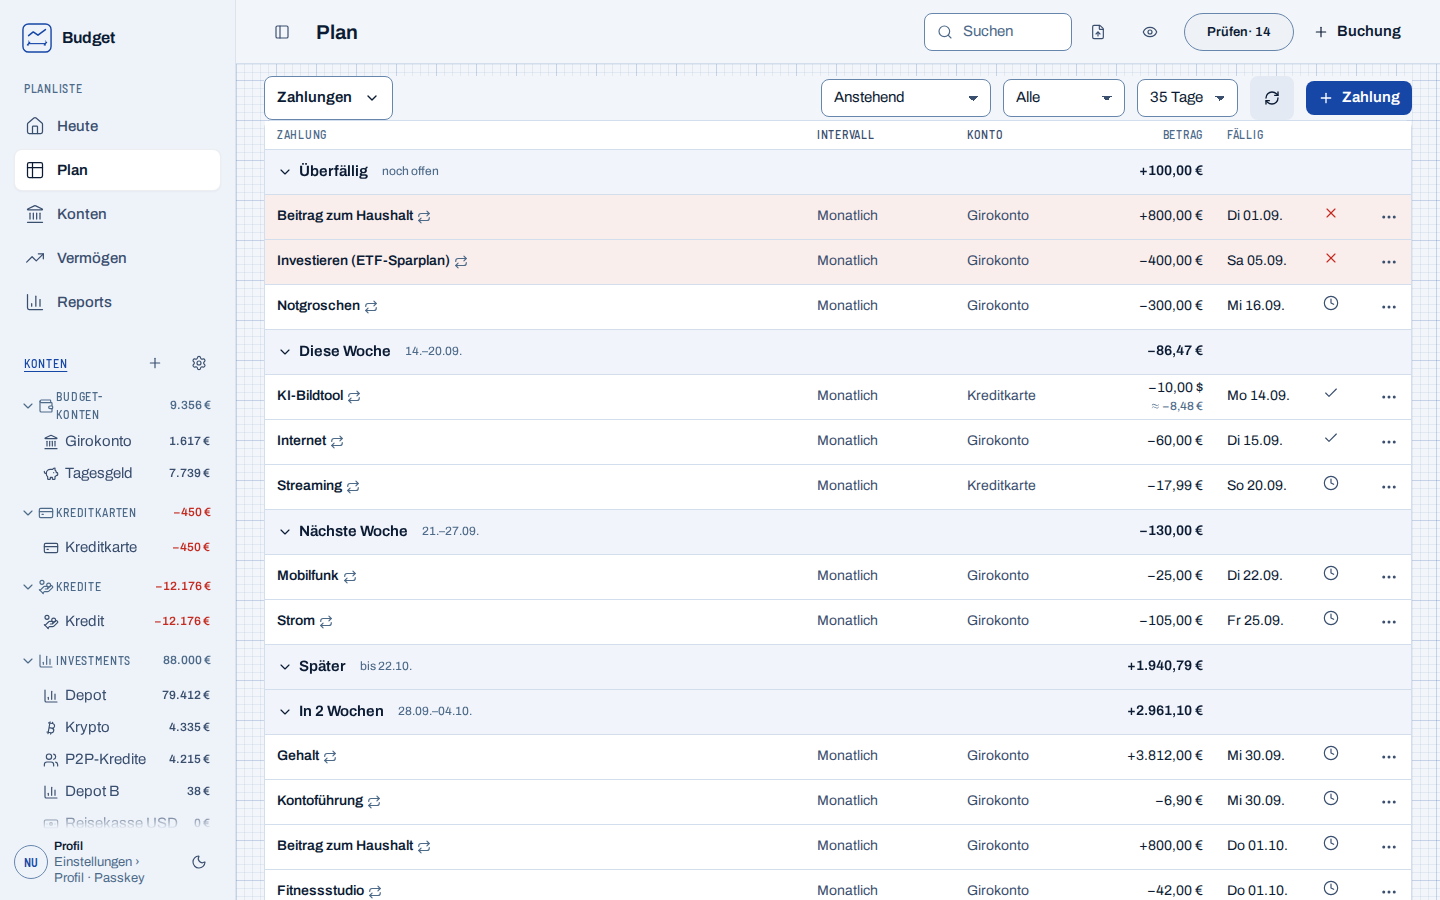 Budget
Plan
Suchen
Prüfen · 14
Buchung
PLANLISTE
Heute
Plan
Konten
Vermögen
Reports
KONTEN
BUDGET-
KONTEN
9.356 €
Girokonto 1.617 €
Tagesgeld 7.739 €
KREDITKARTEN −450 €
Kreditkarte −450 €
KREDITE −12.176 €
Kredit −12.176 €
INVESTMENTS 88.000 €
Depot 79.412 €
Krypto 4.335 €
P2P-Kredite 4.215 €
Depot B 38 €
Reisekasse USD 0 €
NU
Profil
Einstellungen ›
Profil · Passkey
Zahlungen
Anstehend
Alle
35 Tage
Zahlung
ZAHLUNG INTERVALL KONTO BETRAG FÄLLIG
Überfällig noch offen +100,00 €
Beitrag zum Haushalt Monatlich Girokonto +800,00 € Di 01.09.
Investieren (ETF-Sparplan) Monatlich Girokonto −400,00 € Sa 05.09.
Notgroschen Monatlich Girokonto −300,00 € Mi 16.09.
Diese Woche 14.–20.09. −86,47 €
KI-Bildtool Monatlich Kreditkarte −10,00 $ Mo 14.09.
≈ −8,48 €
Internet Monatlich Girokonto −60,00 € Di 15.09.
Streaming Monatlich Kreditkarte −17,99 € So 20.09.
Nächste Woche 21.–27.09. −130,00 €
Mobilfunk Monatlich Girokonto −25,00 € Di 22.09.
Strom Monatlich Girokonto −105,00 € Fr 25.09.
Später bis 22.10. +1.940,79 €
In 2 Wochen 28.09.–04.10. +2.961,10 €
Gehalt Monatlich Girokonto +3.812,00 € Mi 30.09.
Kontoführung Monatlich Girokonto −6,90 € Mi 30.09.
Beitrag zum Haushalt Monatlich Girokonto +800,00 € Do 01.10.
Fitnessstudio Monatlich Girokonto −42,00 € Do 01.10.